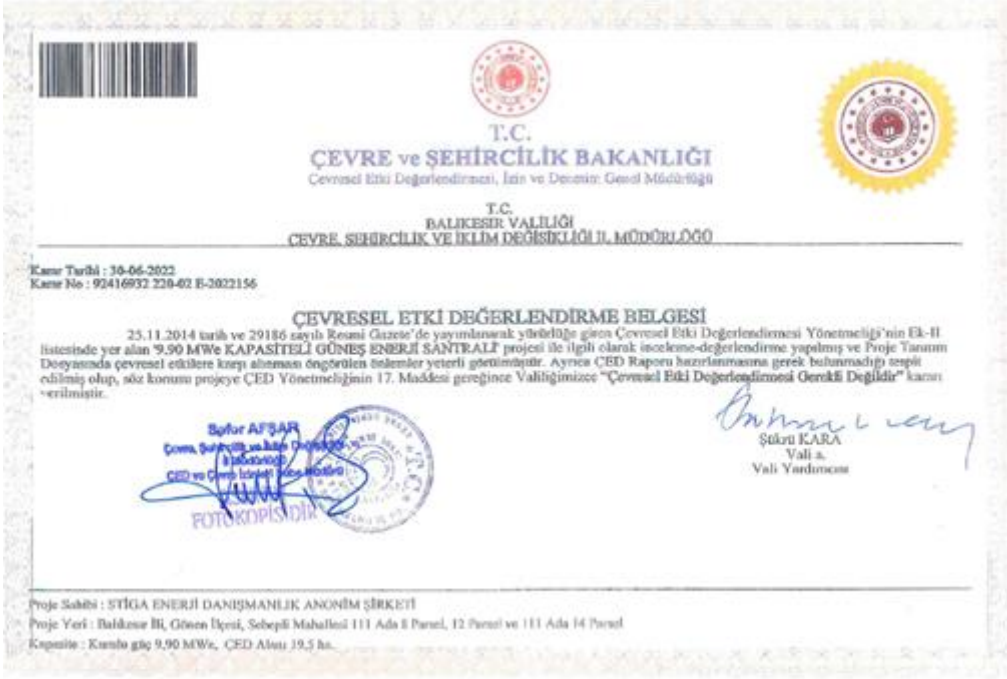 T.C.
ÇEVRE ve ŞEHİRCİLİK BAKANLIĞI
Çevresel Etki Değerlendirmesi, İzin ve Denetim Genel Müdürlüğü
T.C.
BALIKESİR VALİLİĞİ
ÇEVRE, ŞEHİRCİLİK VE İKLİM DEĞİŞİKLİĞİ İL MÜDÜRLÜĞÜ
Karar Tarihi : 30-06-2022
Karar No : 92416932 220-02 E-2022156
ÇEVRESEL ETKİ DEĞERLENDİRME BELGESİ
25.11.2014 tarih ve 29186 sayılı Resmi Gazete'de yayımlanarak yürürlüğe giren Çevresel Etki Değerlendirmesi Yönetmeliği'nin Ek-II
listesinde yer alan "9.90 MWe KAPASİTELİ GÜNEŞ ENERJİ SANTRALİ" projesi ile ilgili olarak inceleme-değerlendirme yapılmış ve Proje Tanıtım
Dosyasında çevresel etkilere karşı alınması öngörülen önlemler yeterli görülmüştür. Ayrıca ÇED Raporu hazırlanmasına gerek bulunmadığı tespit
edilmiş olup, söz konusu projeye ÇED Yönetmeliğinin 17. Maddesi gereğince Valiliğimizce "Çevresel Etki Değerlendirmesi Gerekli Değildir" kararı
verilmiştir.
AFŞAR
Çevre, Şehircilik ve İklim Değişikliği
İl Müdürlüğü
FOTOKOPİSİDİR
Şükrü KARA
Vali a.
Vali Yardımcısı
Proje Sahibi : STİGA ENERJİ DANIŞMANLIK ANONİM ŞİRKETİ
Proje Yeri : Balıkesir İli, Gönen İlçesi, Sebepli Mahallesi 111 Ada 8 Parsel, 12 Parsel ve 111 Ada 14 Parsel
Kapasite : Kurulu güç 9,90 MWe, ÇED Alanı 19,5 ha.